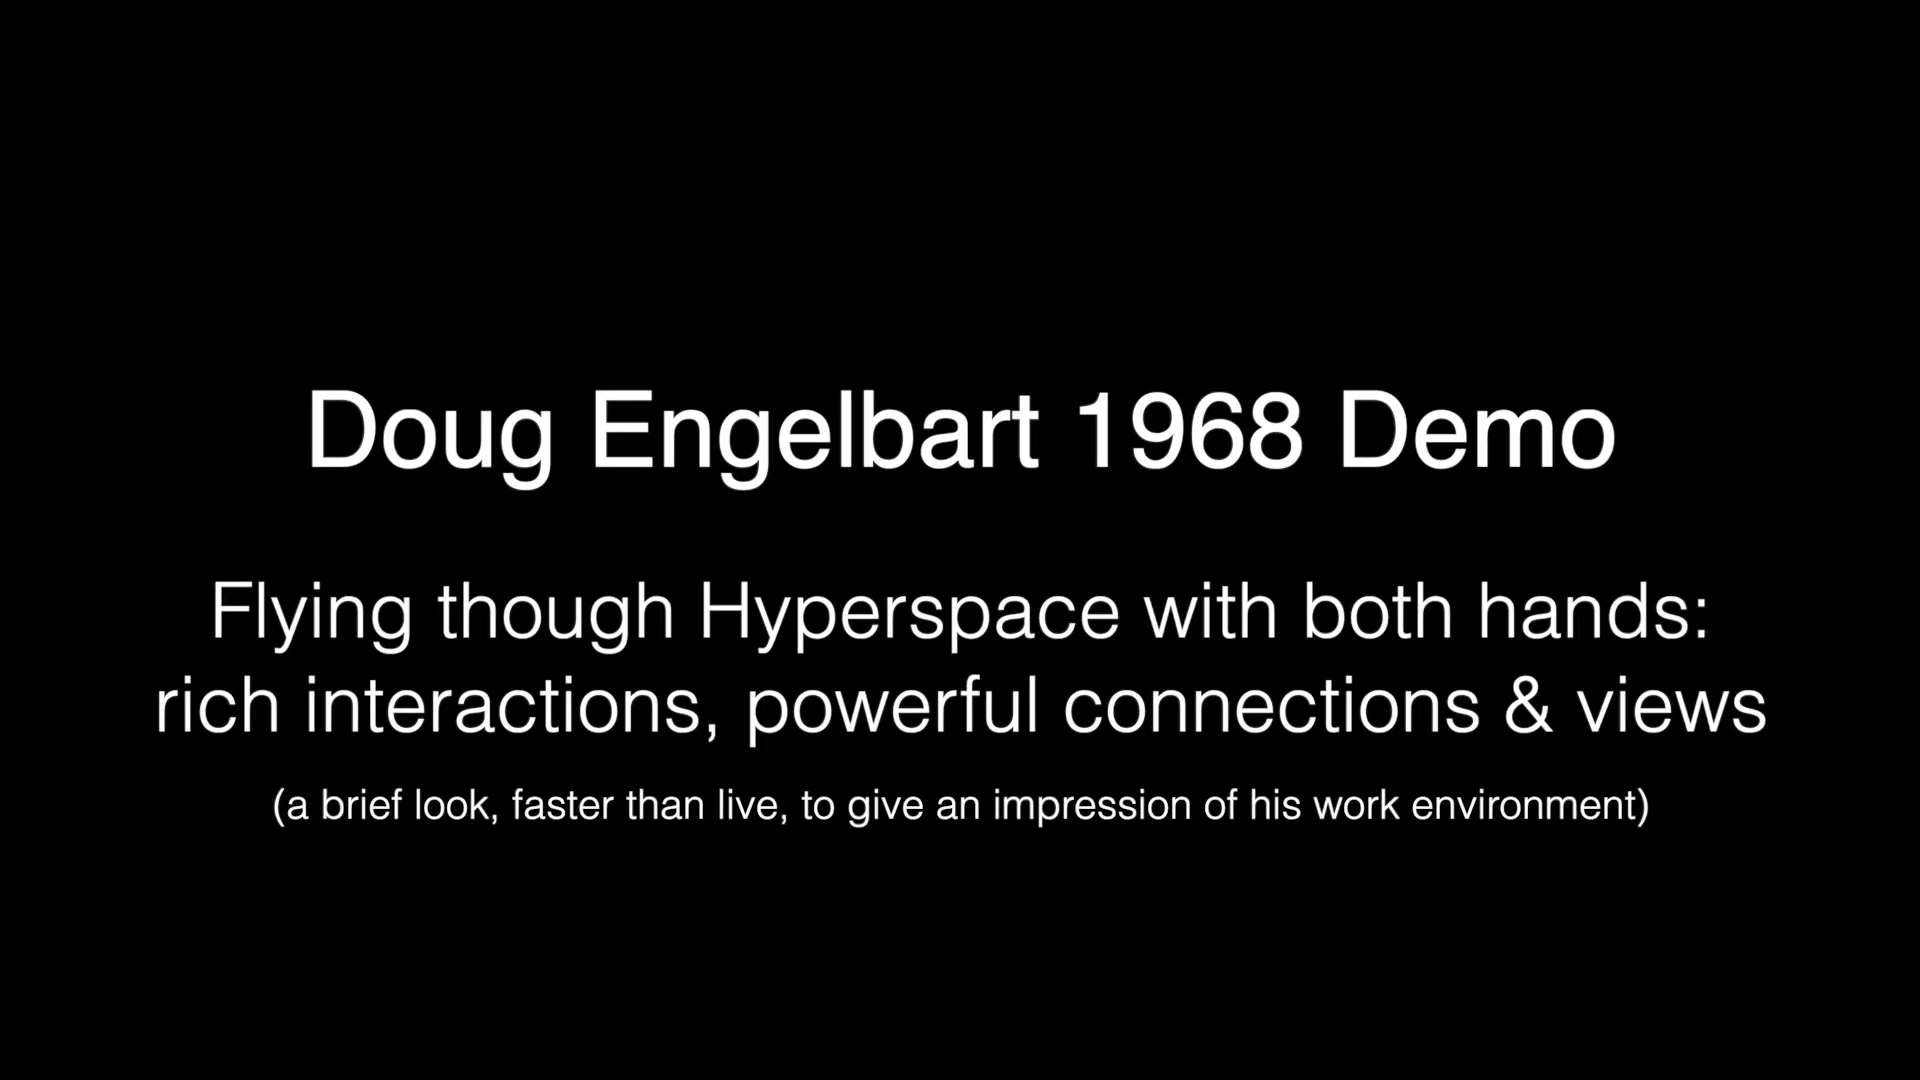 Doug Engelbart 1968 Demo
Flying though Hyperspace with both hands:
rich interactions, powerful connections & views
(a brief look, faster than live, to give an impression of his work environment)